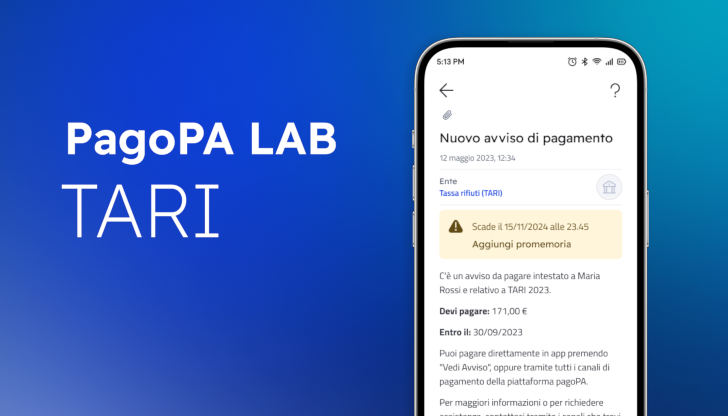 PagoPA LAB
TARI
5:13 PM
Nuovo avviso di pagamento
12 maggio 2023, 12:34
Ente
Tassa rifiuti (TARI)
Scade il 15/11/2024 alle 23.45
Aggiungi promemoria
C'è un avviso da pagare intestato a Maria
Rossi e relativo a TARI 2023.
Devi pagare: 171,00 €
Entro il: 30/09/2023
Puoi pagare direttamente in app premendo
"Vedi Avviso", oppure tramite tutti i canali di
pagamento della piattaforma pagoPA.
Per maggiori informazioni o per richiedere